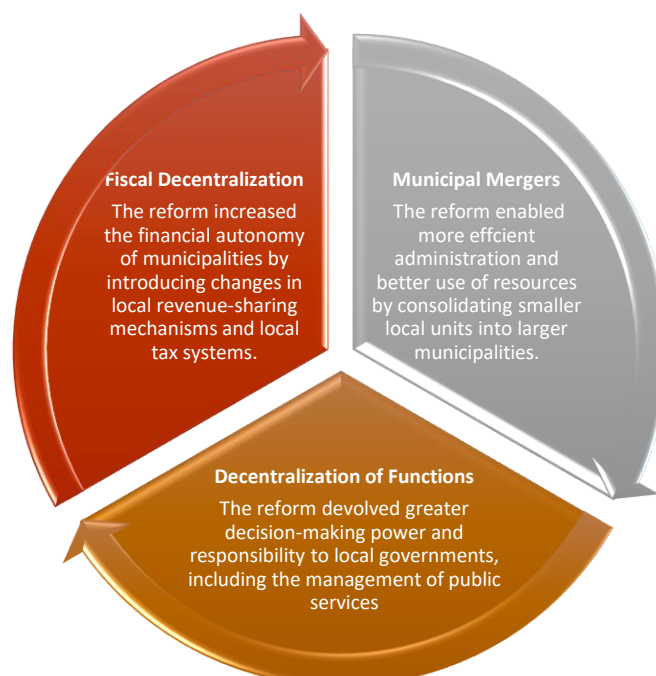 Fiscal Decentralization
The reform increased
the financial autonomy
of municipalities by
introducing changes in
local revenue-sharing
mechanisms and local
tax systems.
Municipal Mergers
The reform enabled
more effcient
administration and
better use of resources
by consolidating smaller
local units into larger
municipalities.
Decentralization of Functions
The reform devolved greater
decision-making power and
responsibility to local governments,
including the management of public
services